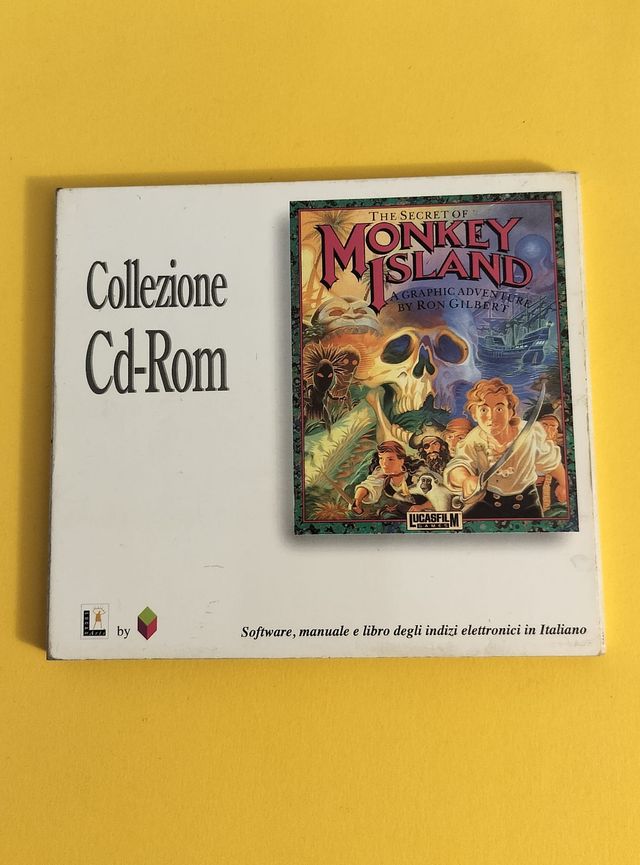 Collezione
Cd-Rom
THE SECRET OF
MONKEY
ISLAND
A GRAPHIC ADVENTURE
BY RON GILBERT
LUCASFILM
GAMES
by
Software, manuale e libro degli indizi elettronici in Italiano